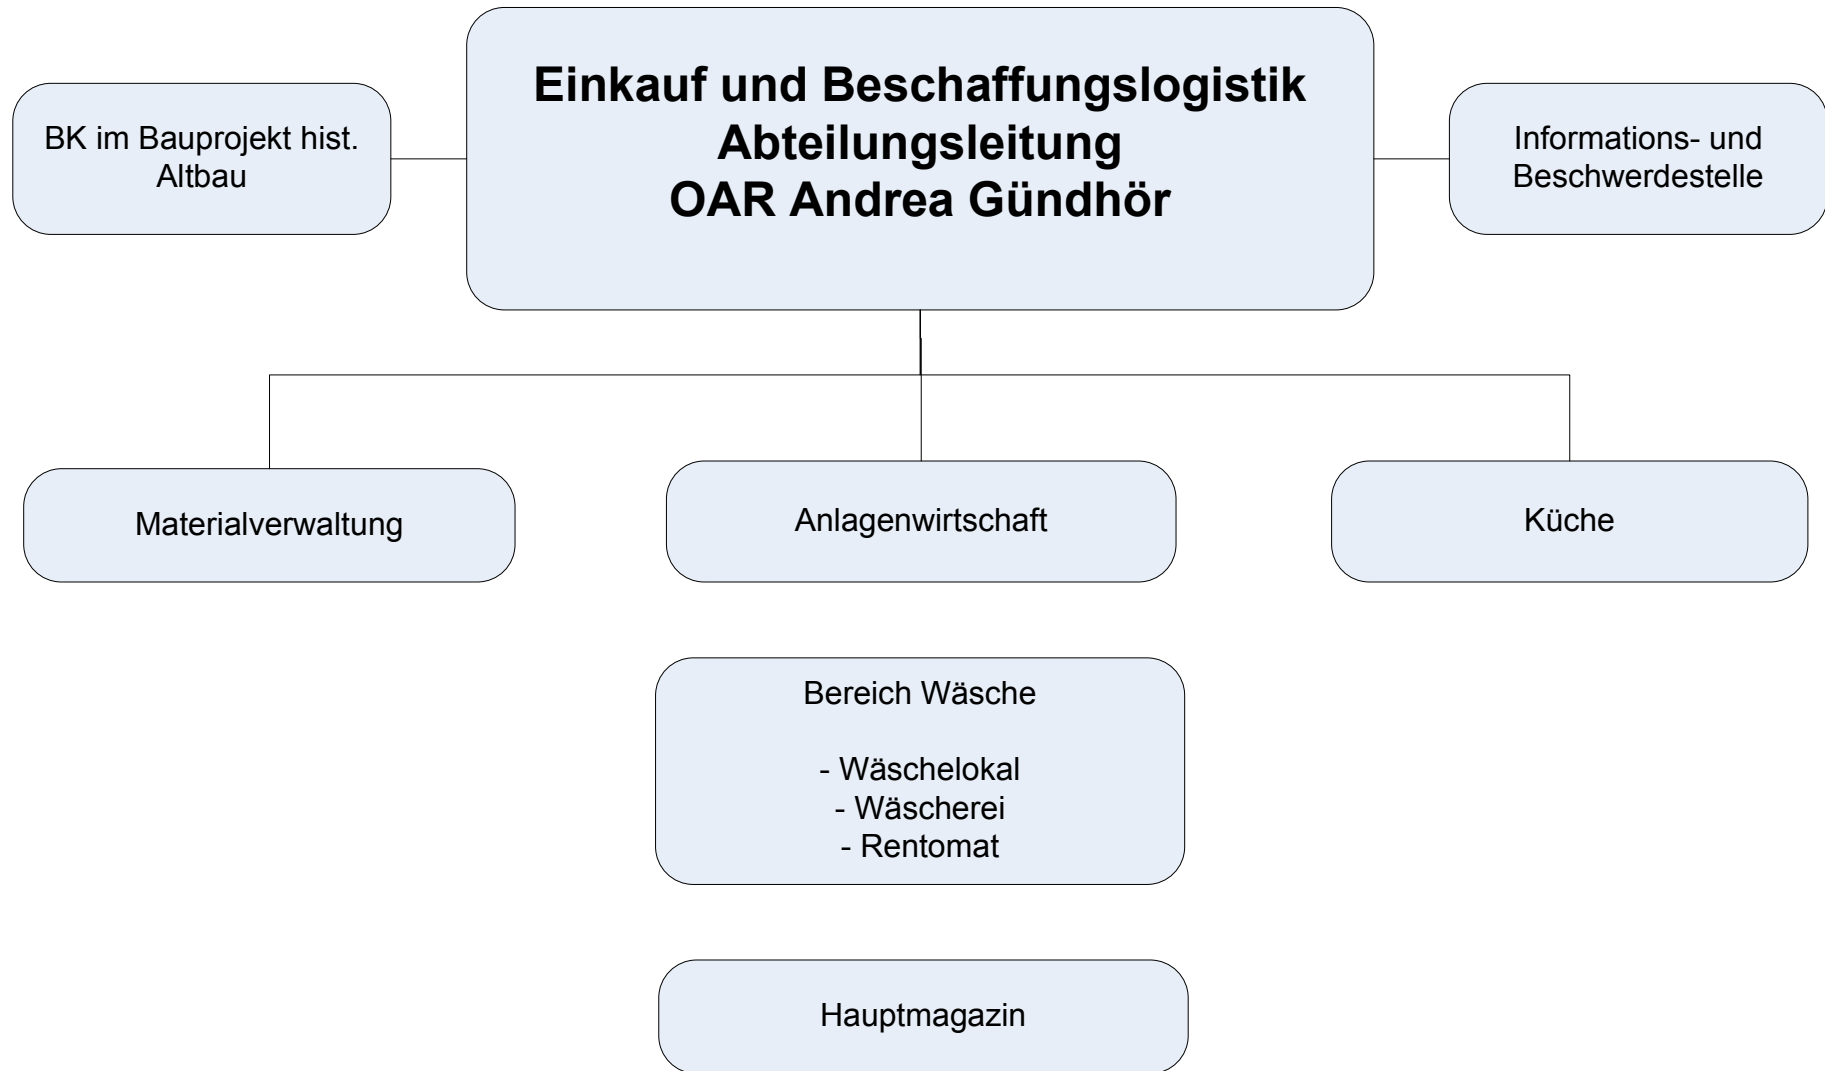 Einkauf und Beschaffungslogistik
Abteilungsleitung
OAR Andrea Gündhör
BK im Bauprojekt hist.
Altbau
Informations- und
Beschwerdestelle
Materialverwaltung
Anlagenwirtschaft
Küche
Bereich Wäsche
- Wäschelokal
- Wäscherei
- Rentomat
Hauptmagazin